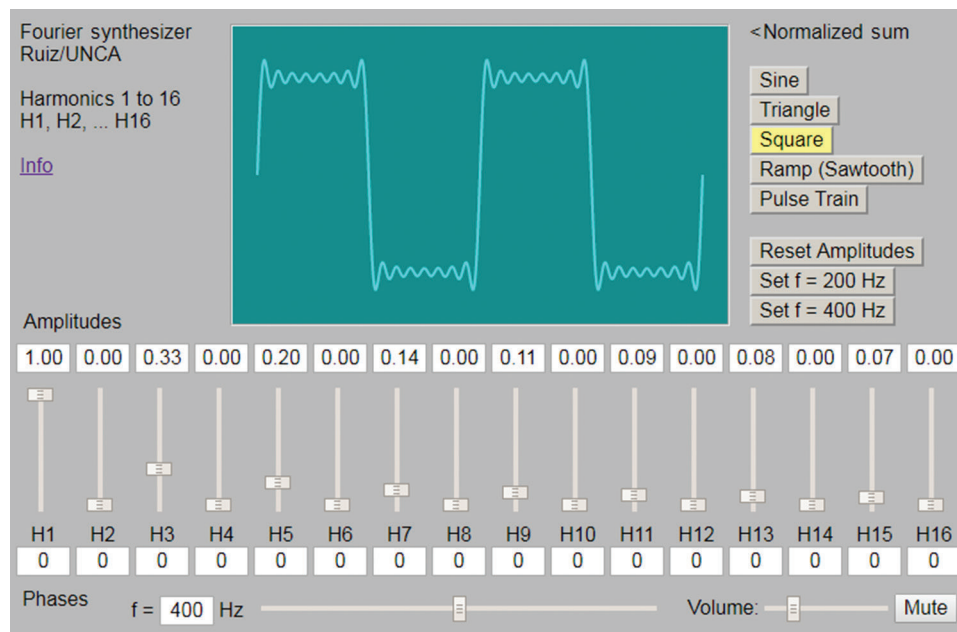 Fourier synthesizer
Ruiz/UNCA
Harmonics 1 to 16
H1, H2, ... H16
Info
<Normalized sum
Sine
Triangle
Square
Ramp (Sawtooth)
Pulse Train
Reset Amplitudes
Set f = 200 Hz
Set f = 400 Hz
Amplitudes
1.00 0.00 0.33 0.00 0.20 0.00 0.14 0.00 0.11 0.00 0.09 0.00 0.08 0.00 0.07 0.00
H1 H2 H3 H4 H5 H6 H7 H8 H9 H10 H11 H12 H13 H14 H15 H16
0 0 0 0 0 0 0 0 0 0 0 0 0 0 0 0
Phases f = 400 Hz Volume: Mute